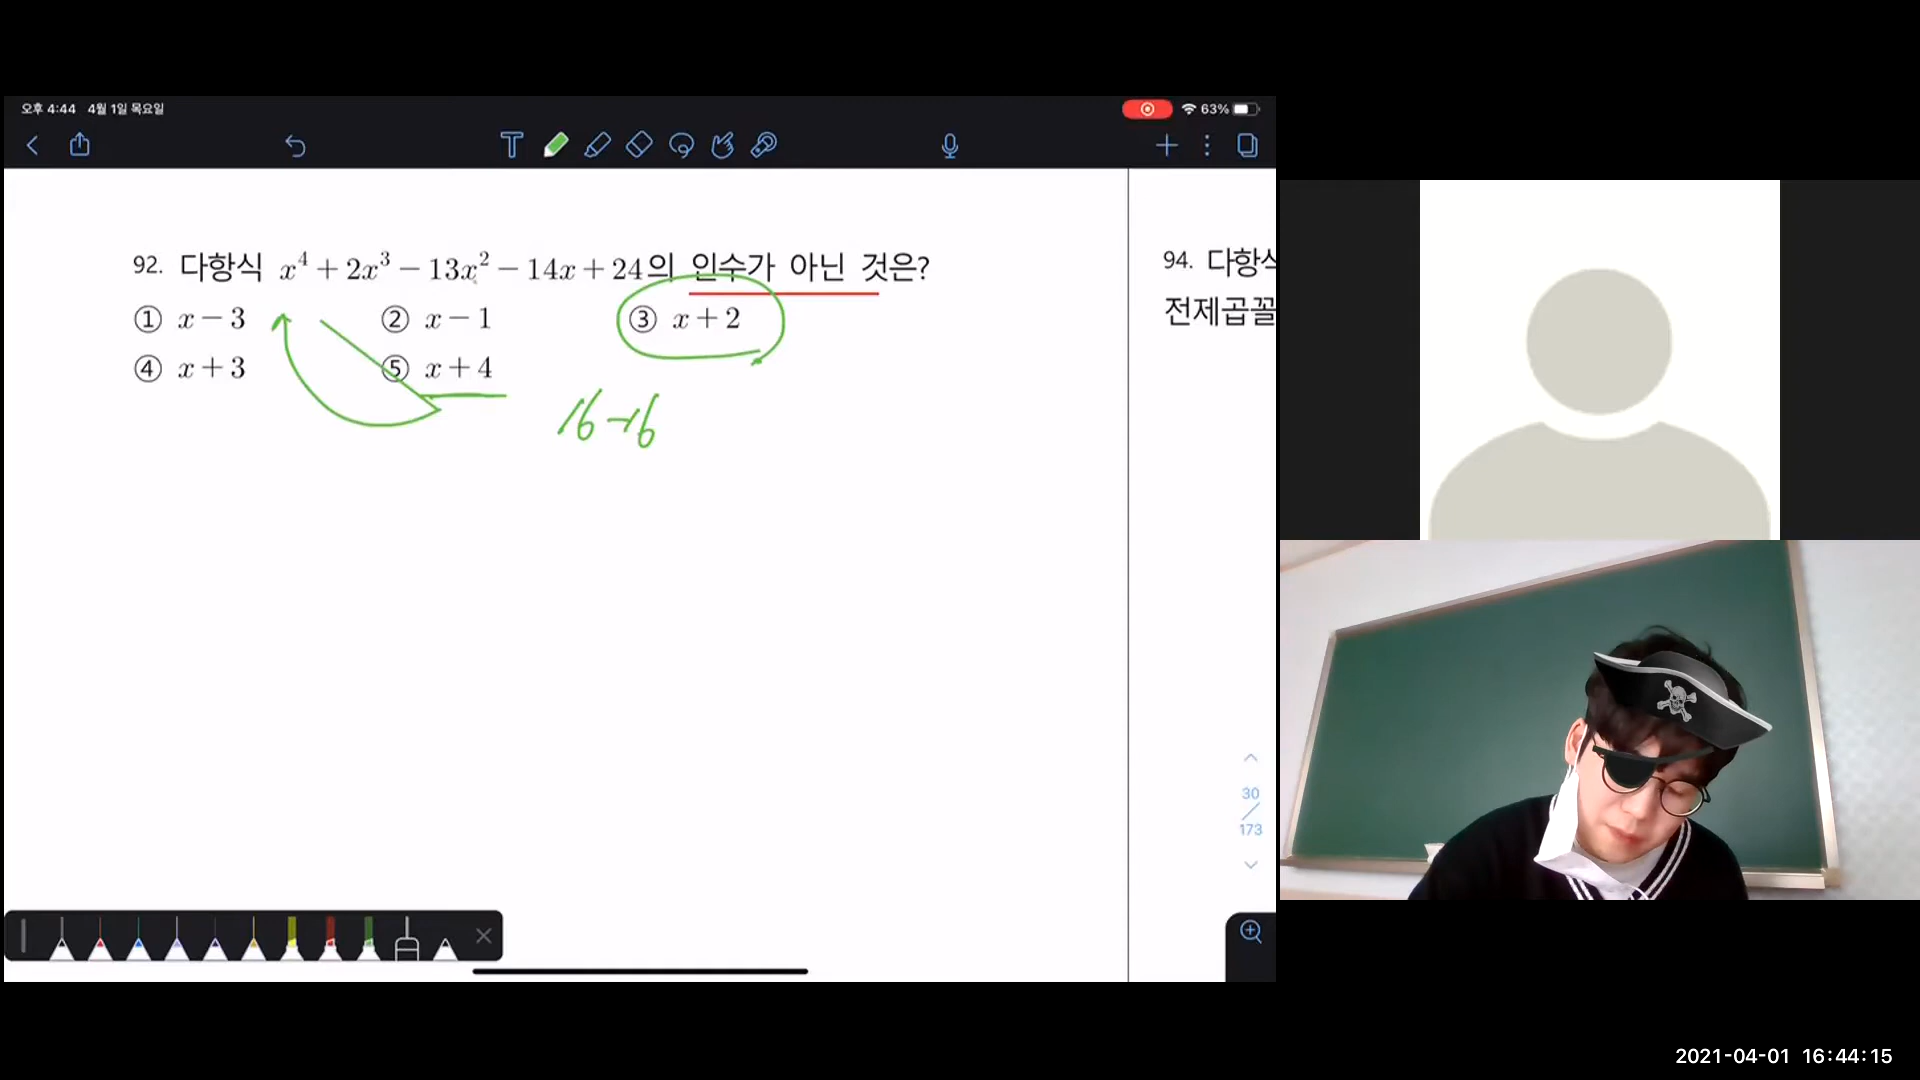 오후 4:44 4월 1일 목요일
63%
92. 다항식 x⁴ + 2x³ − 13x² − 14x + 24의 인수가 아닌 것은?
① x − 3 ② x − 1 ③ x + 2
④ x + 3 ⑤ x + 4
16 -16
94. 다항식
전제곱꼴
30
173
2021-04-01 16:44:15